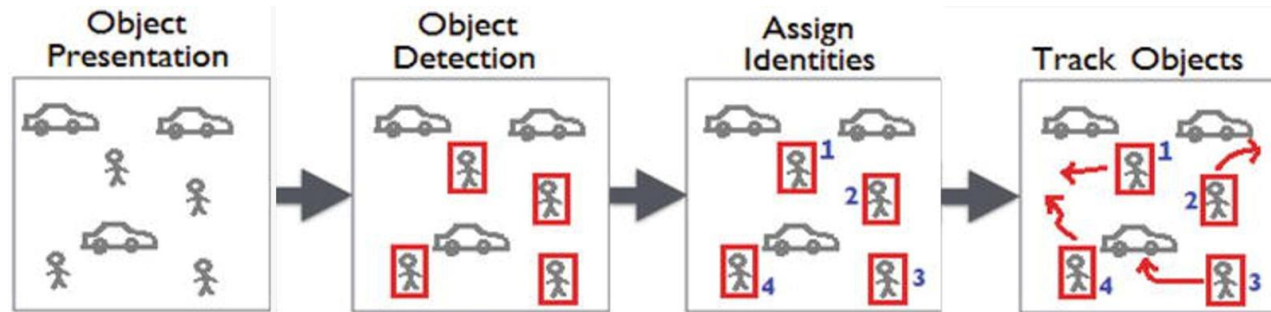 Object
Presentation
Object
Detection
Assign
Identities
Track Objects
1
2
4
3
1
2
4
3